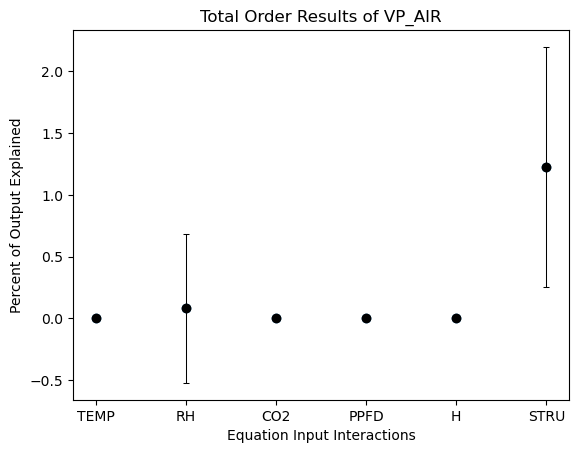 Total Order Results of VP_AIR
Percent of Output Explained
2.0
1.5
1.0
0.5
0.0
−0.5
TEMP RH CO2 PPFD H STRU
Equation Input Interactions